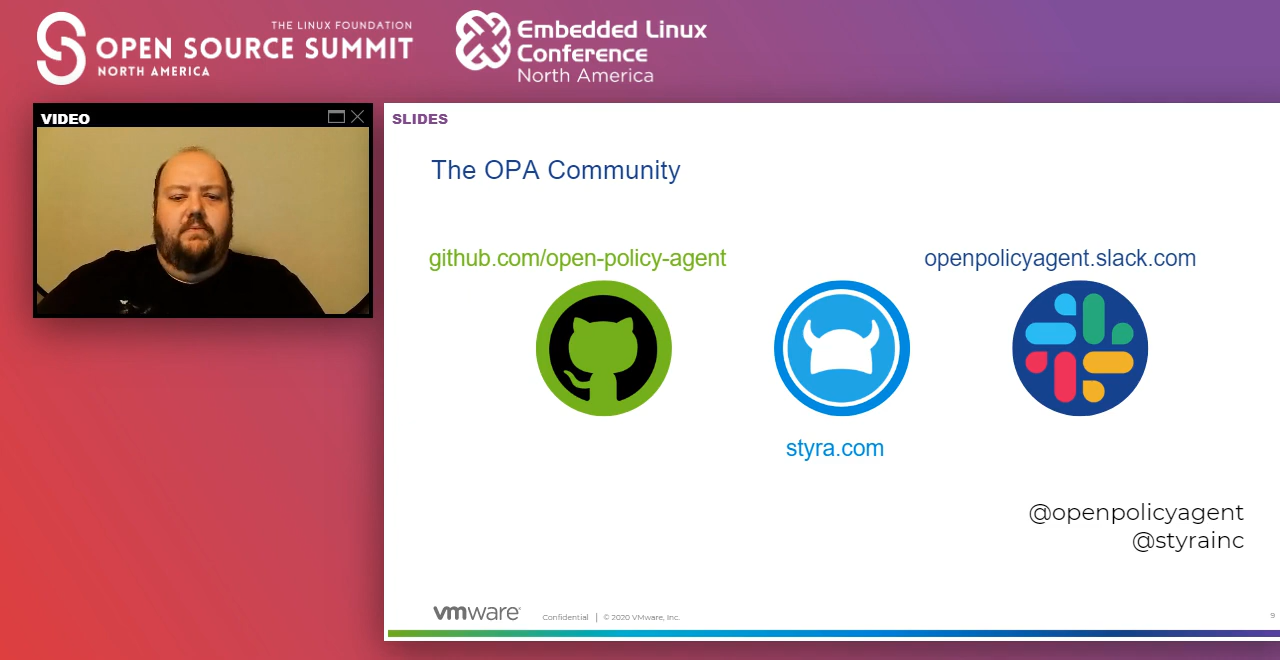 THE LINUX FOUNDATION
OPEN SOURCE SUMMIT
NORTH AMERICA
Embedded Linux
Conference
North America
VIDEO
SLIDES
The OPA Community
github.com/open-policy-agent
openpolicyagent.slack.com
styra.com
@openpolicyagent
@styrainc
vmware
Confidential | © 2020 VMware, Inc.
9